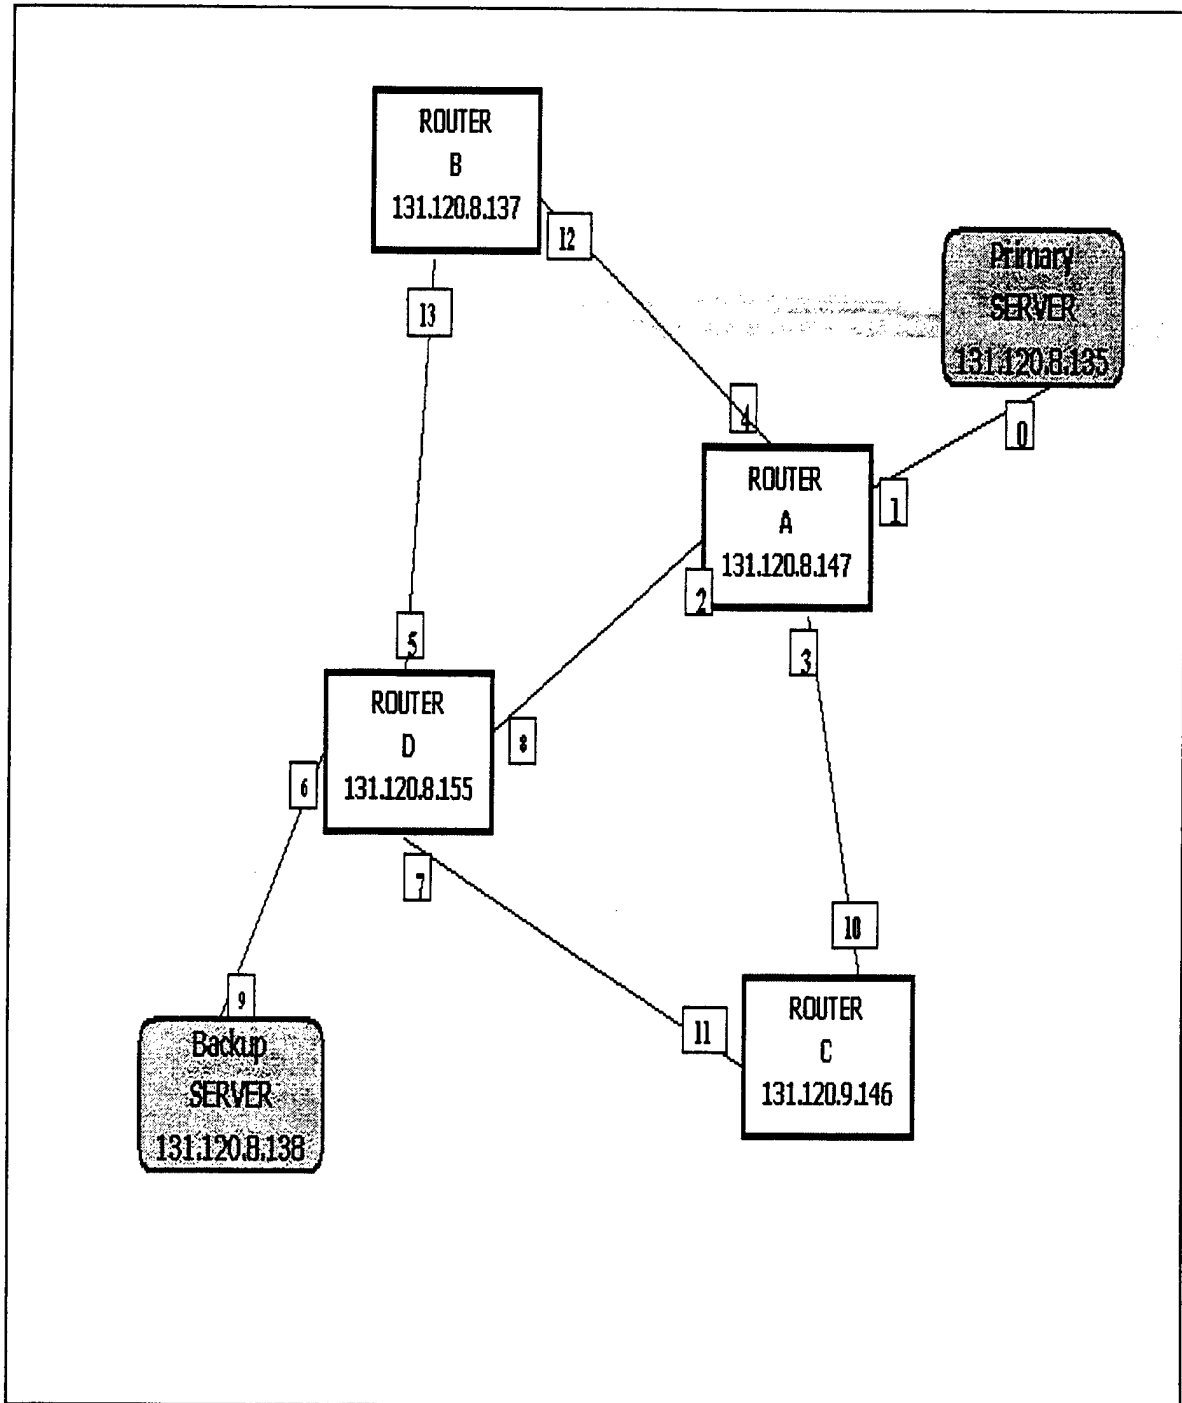 ROUTER
B
131.120.8.137
12
13
Primary
SERVER
131.120.8.135
0
4
1
ROUTER
A
131.120.8.147
2
3
5
ROUTER
D
131.120.8.155
8
6
7
10
9
11
ROUTER
C
131.120.9.146
Backup
SERVER
131.120.8.138